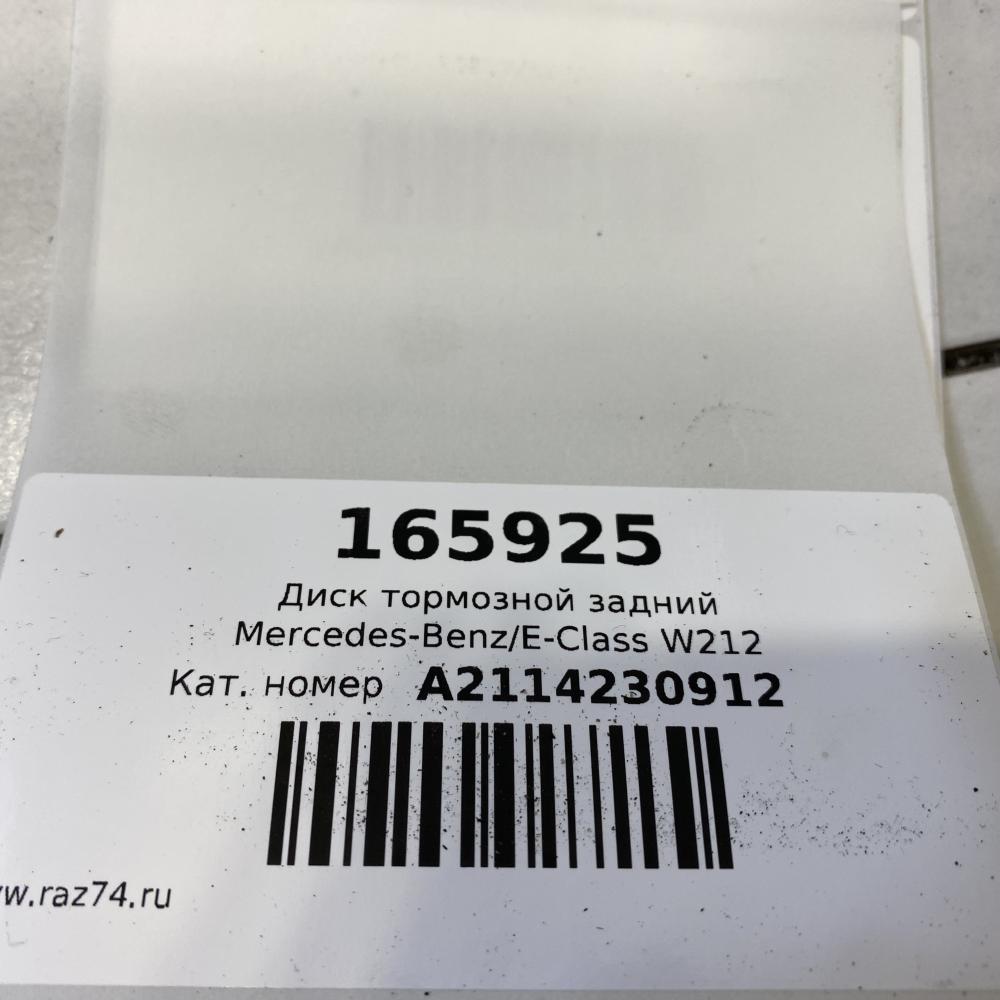 165925
Диск тормозной задний
Mercedes-Benz/E-Class W212
Кат. номер A2114230912
w.raz74.ru